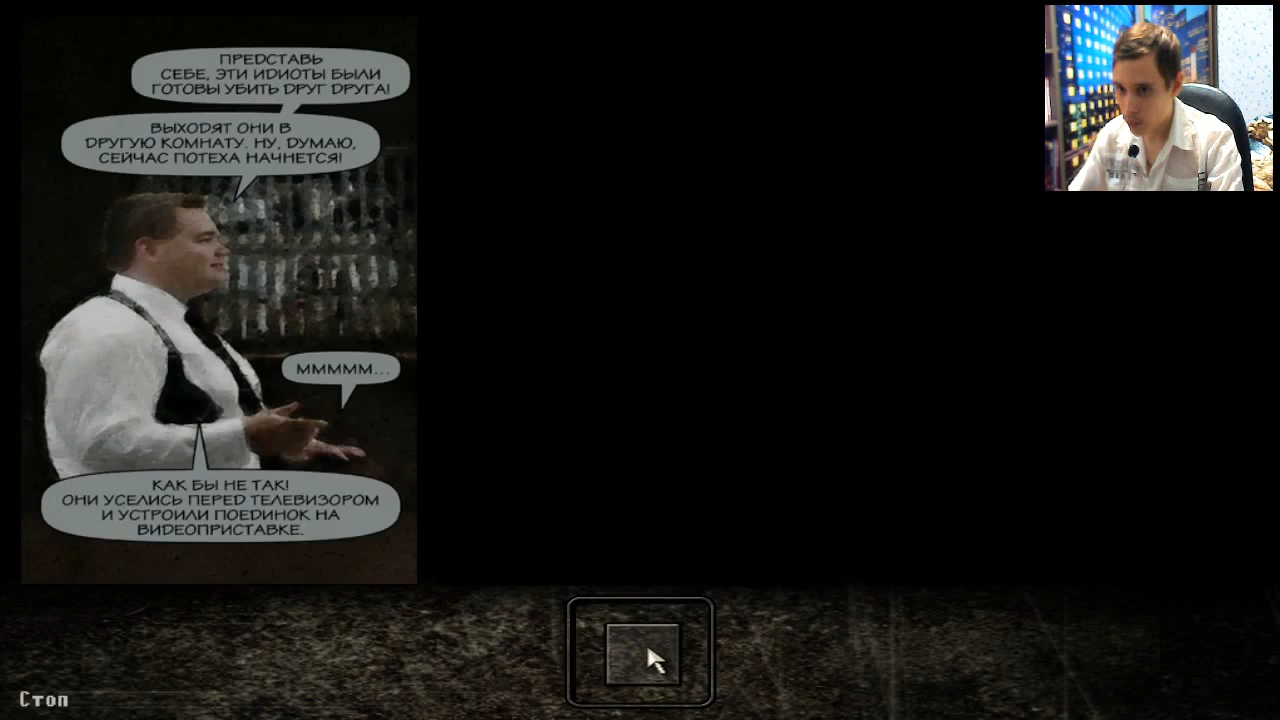 ПРЕДСТАВЬ
СЕБЕ, ЭТИ ИДИОТЫ БЫЛИ
ГОТОВЫ УБИТЬ ДРУГ ДРУГА!
ВЫХОДЯТ ОНИ В
ДРУГУЮ КОМНАТУ. НУ, ДУМАЮ,
СЕЙЧАС ПОТЕХА НАЧНЕТСЯ!
МММММ...
КАК БЫ НЕ ТАК!
ОНИ УСЕЛИСЬ ПЕРЕД ТЕЛЕВИЗОРОМ
И УСТРОИЛИ ПОЕДИНОК НА
ВИДЕОПРИСТАВКЕ.
Стоп